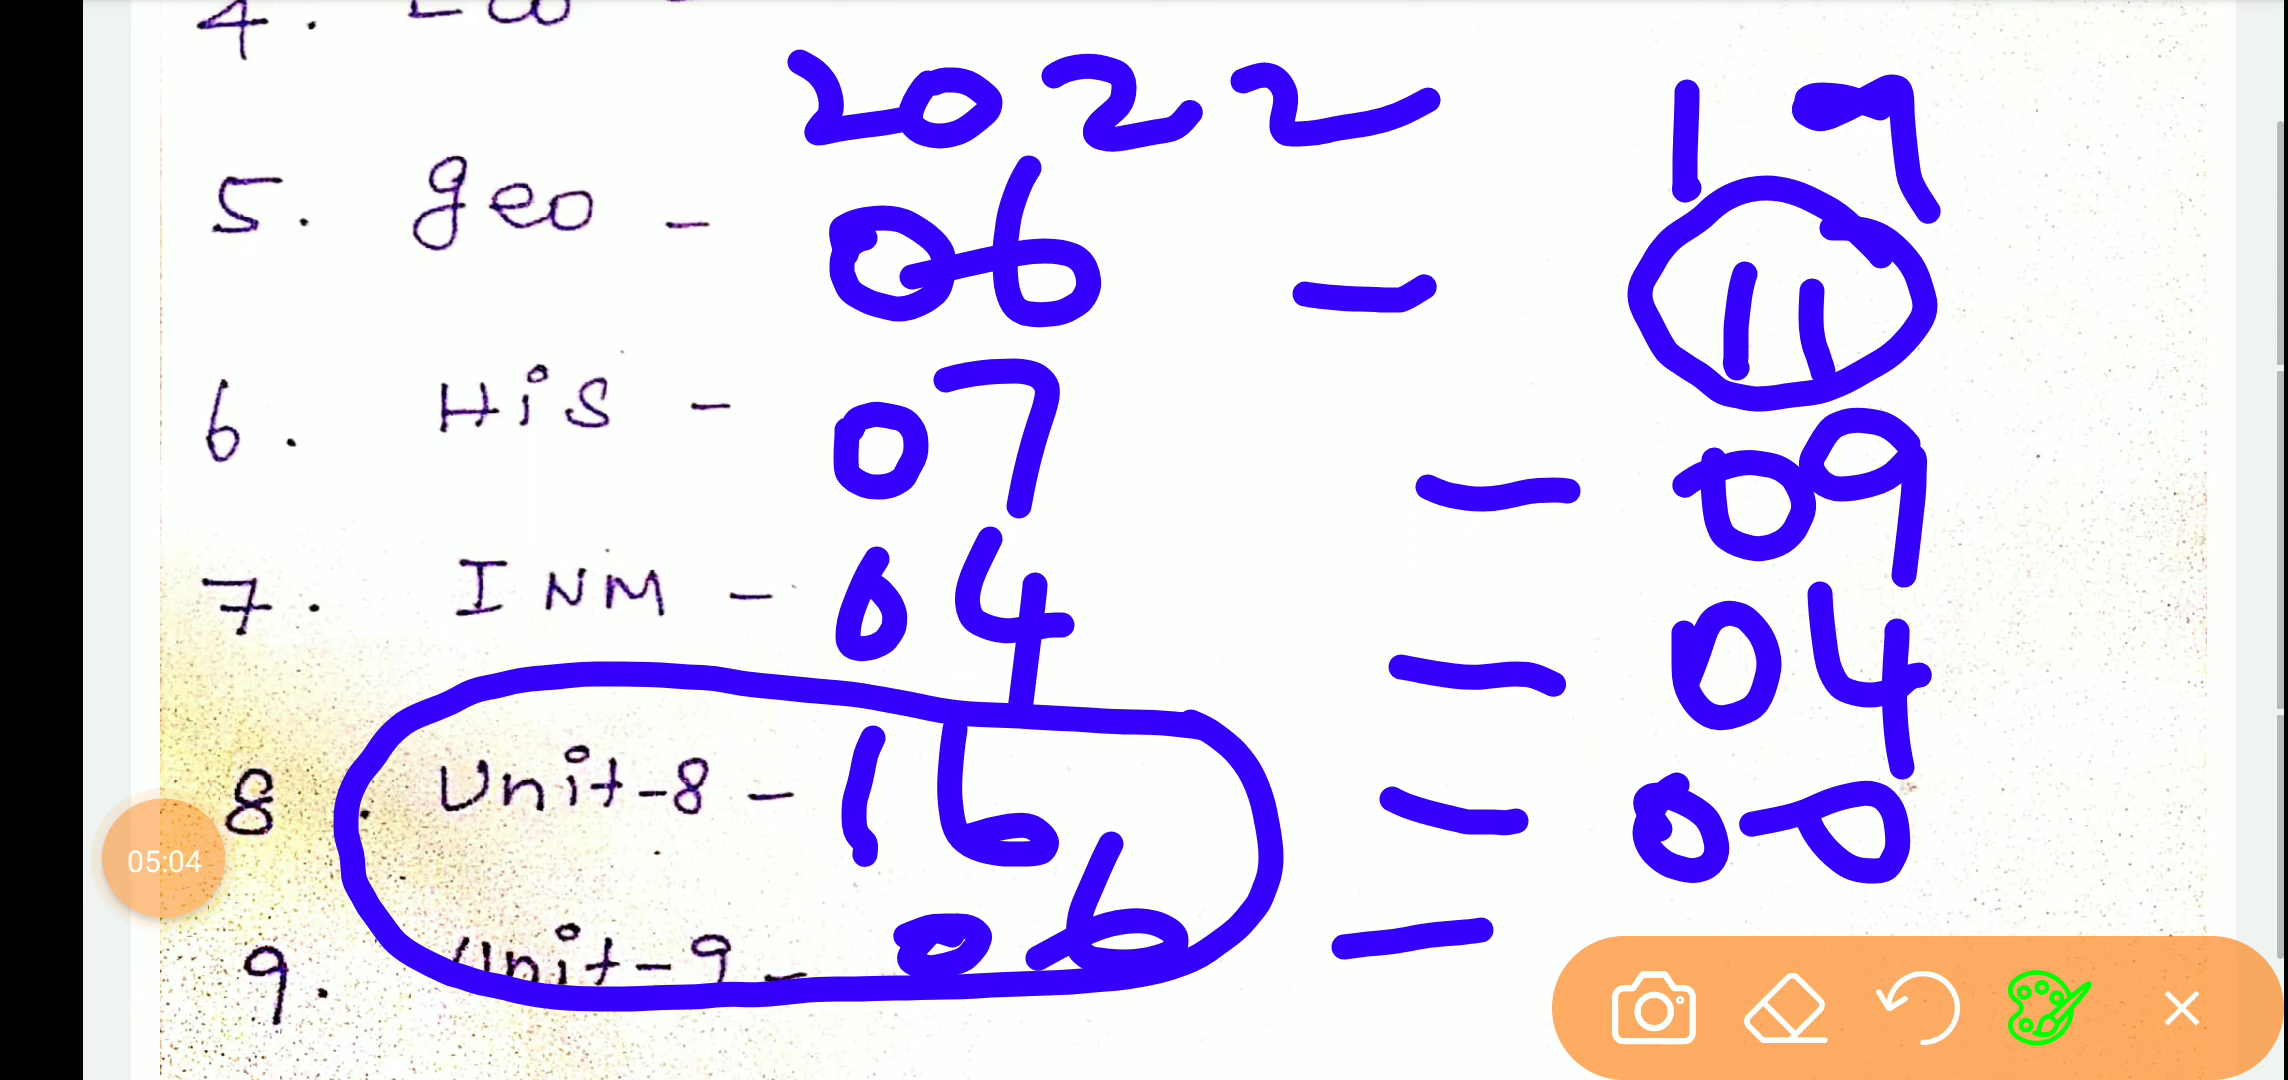 4. Eco -
2022 19
5. geo - 06 - 11
6. HiS - 07 - 09
7. INM - 04 - 04
8. Unit-8 - 16 - 00
9. Unit-9 - 06 -
05:04